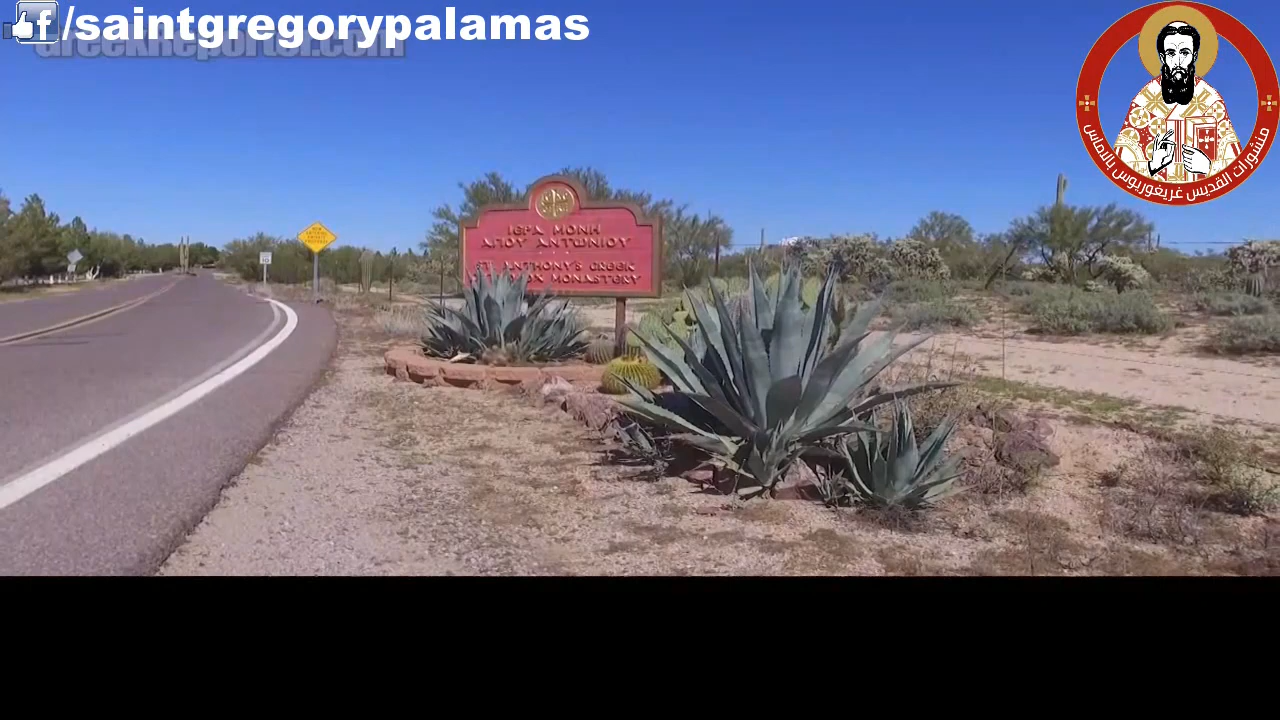 f/saintgregorypalamas
GreekReporter.com
منشورات القديس غريغوريوس بالاماس
ΙΕΡΑ ΜΟΝΗ
ΑΓΙΟΥ ΑΝΤΩΝΙΟΥ
ST. ANTHONY'S GREEK
MONASTERY